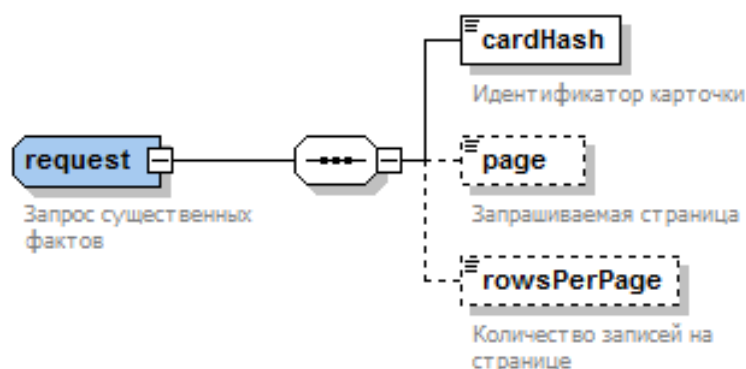 cardHash
Идентификатор карточки
request
Запрос существенных
фактов
page
Запрашиваемая страница
rowsPerPage
Количество записей на
странице